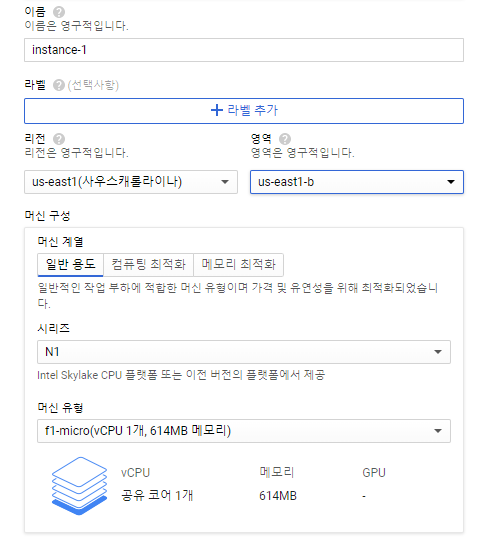 이름
이름은 영구적입니다.
instance-1
라벨 (선택사항)
+ 라벨 추가
리전 영역
리전은 영구적입니다. 영역은 영구적입니다.
us-east1(사우스캐롤라이나) us-east1-b
머신 구성
머신 계열
일반 용도 컴퓨팅 최적화 메모리 최적화
일반적인 작업 부하에 적합한 머신 유형이며 가격 및 유연성을 위해 최적화되었습니
다.
시리즈
N1
Intel Skylake CPU 플랫폼 또는 이전 버전의 플랫폼에서 제공
머신 유형
f1-micro(vCPU 1개, 614MB 메모리)
vCPU 메모리 GPU
공유 코어 1개 614MB -